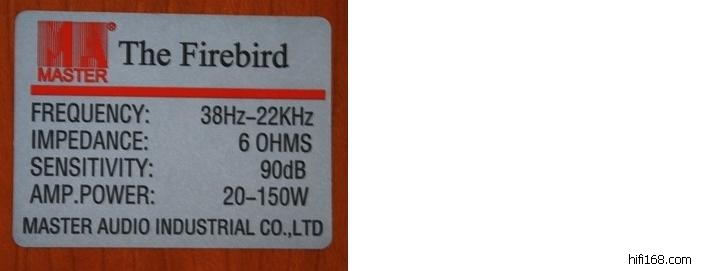 MA ®
MASTER
The Firebird
FREQUENCY: 38Hz-22KHz
IMPEDANCE: 6 OHMS
SENSITIVITY: 90dB
AMP.POWER: 20-150W
MASTER AUDIO INDUSTRIAL CO.,LTD
hifi168.com